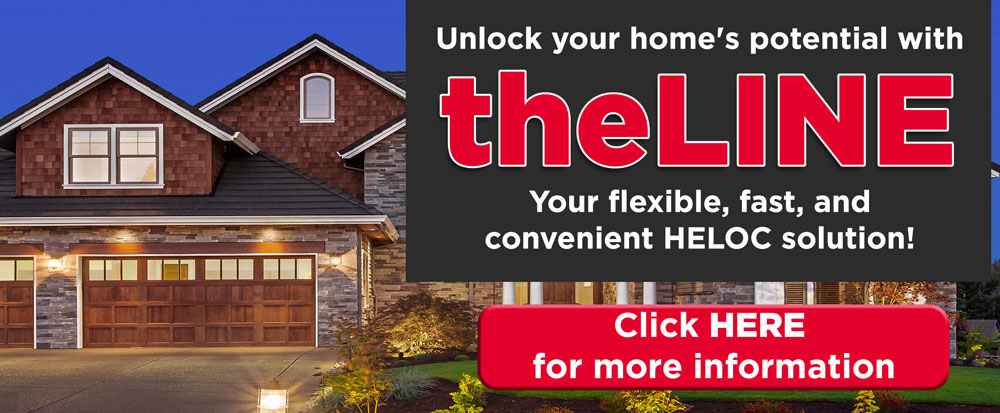 Unlock your home's potential with
theLINE
Your flexible, fast, and
convenient HELOC solution!
Click HERE
for more information